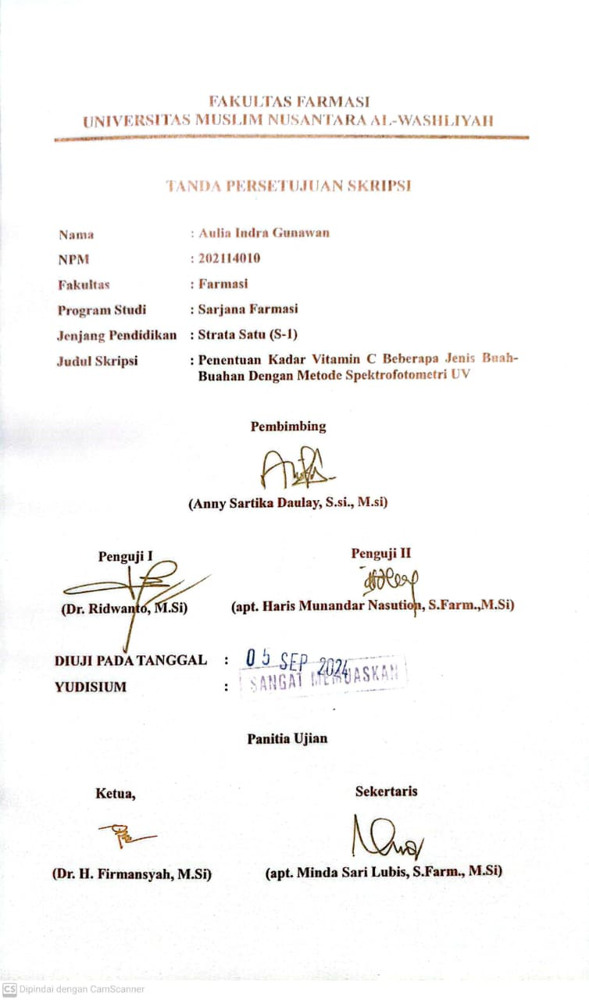 FAKULTAS FARMASI
UNIVERSITAS MUSLIM NUSANTARA AL-WASHLIYAH
TANDA PERSETUJUAN SKRIPSI
Nama : Aulia Indra Gunawan
NPM : 202114010
Fakultas : Farmasi
Program Studi : Sarjana Farmasi
Jenjang Pendidikan : Strata Satu (S-1)
Judul Skripsi : Penentuan Kadar Vitamin C Beberapa Jenis Buah-
Buahan Dengan Metode Spektrofotometri UV
Pembimbing
(Anny Sartika Daulay, S.si., M.si)
Penguji I
Penguji II
(Dr. Ridwanto, M.Si)
(apt. Haris Munandar Nasution, S.Farm.,M.Si)
DIUJI PADA TANGGAL : 05 SEP 2024
YUDISIUM : SANGAT MEMUASKAN
Panitia Ujian
Ketua,
Sekertaris
(Dr. H. Firmansyah, M.Si)
(apt. Minda Sari Lubis, S.Farm., M.Si)
CS Dipindai dengan CamScanner